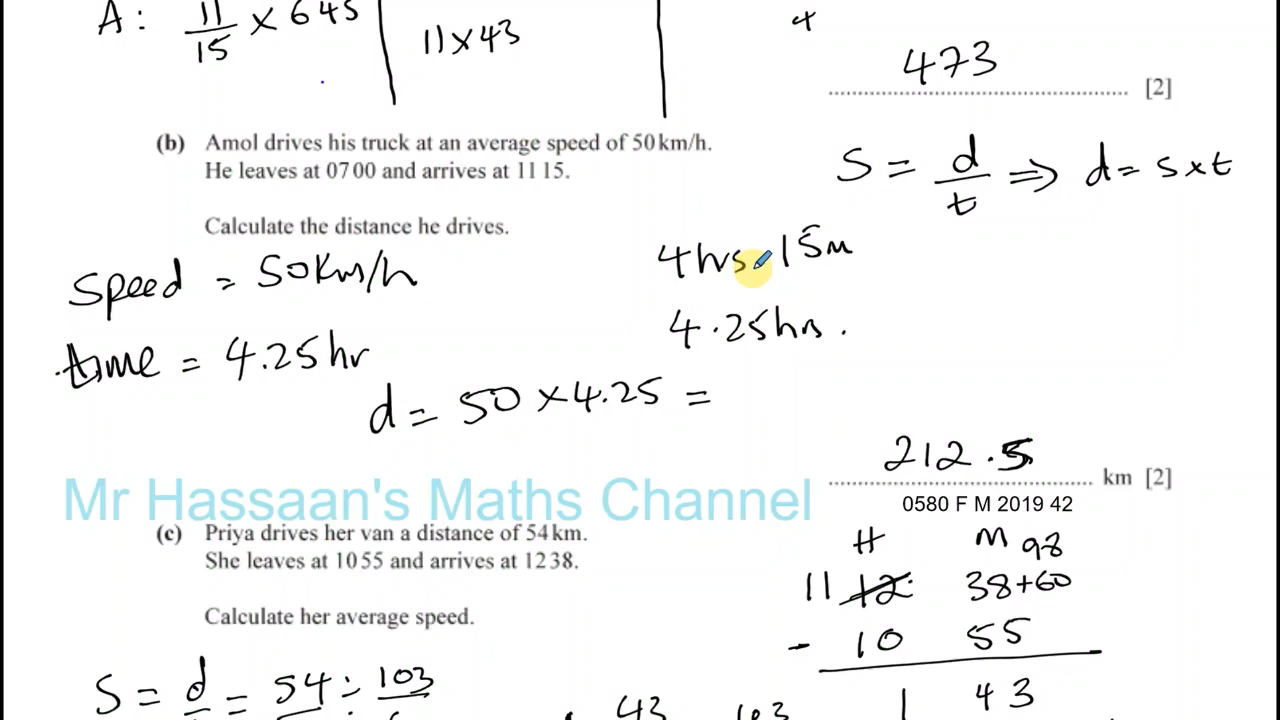 A: 11/15 × 645
11 × 43
473
[2]
(b) Amol drives his truck at an average speed of 50 km/h.
He leaves at 07 00 and arrives at 11 15.
S = d/t ⇒ d = s × t
Calculate the distance he drives.
4hrs 15m
Speed = 50Km/h
4.25hrs.
time = 4.25hr
d = 50 × 4.25 =
212.5
km [2]
Mr Hassaan's Maths Channel
0580 F M 2019 42
(c) Priya drives her van a distance of 54 km.
She leaves at 10 55 and arrives at 12 38.
H M 98
11 12 38+60
Calculate her average speed.
- 10 55
1 43
S = d = 54 ÷ 103
43 103